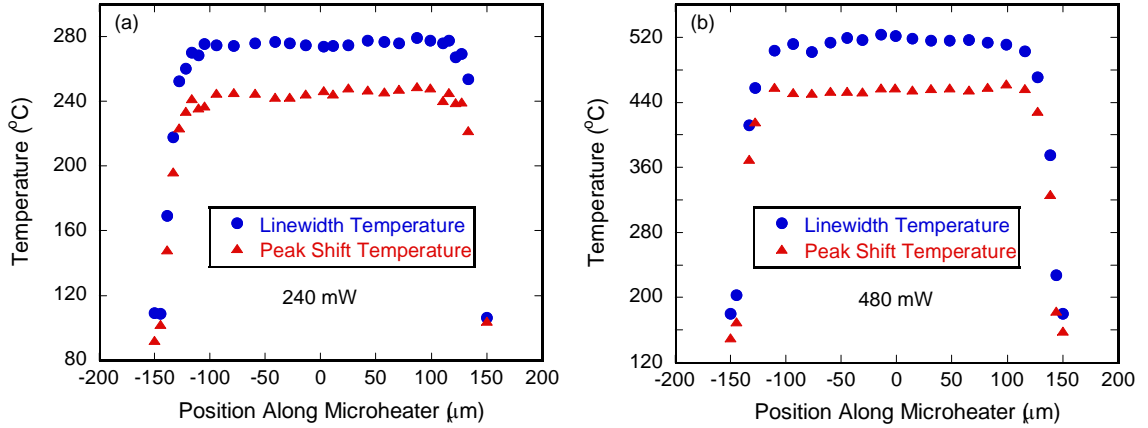 (a)
280
240
200
160
120
80
Temperature (°C)
Linewidth Temperature
Peak Shift Temperature
240 mW
-200 -150 -100 -50 0 50 100 150 200
Position Along Microheater (μm)
(b)
520
440
360
280
200
120
Temperature (°C)
Linewidth Temperature
Peak Shift Temperature
480 mW
-200 -150 -100 -50 0 50 100 150 200
Position Along Microheater (μm)